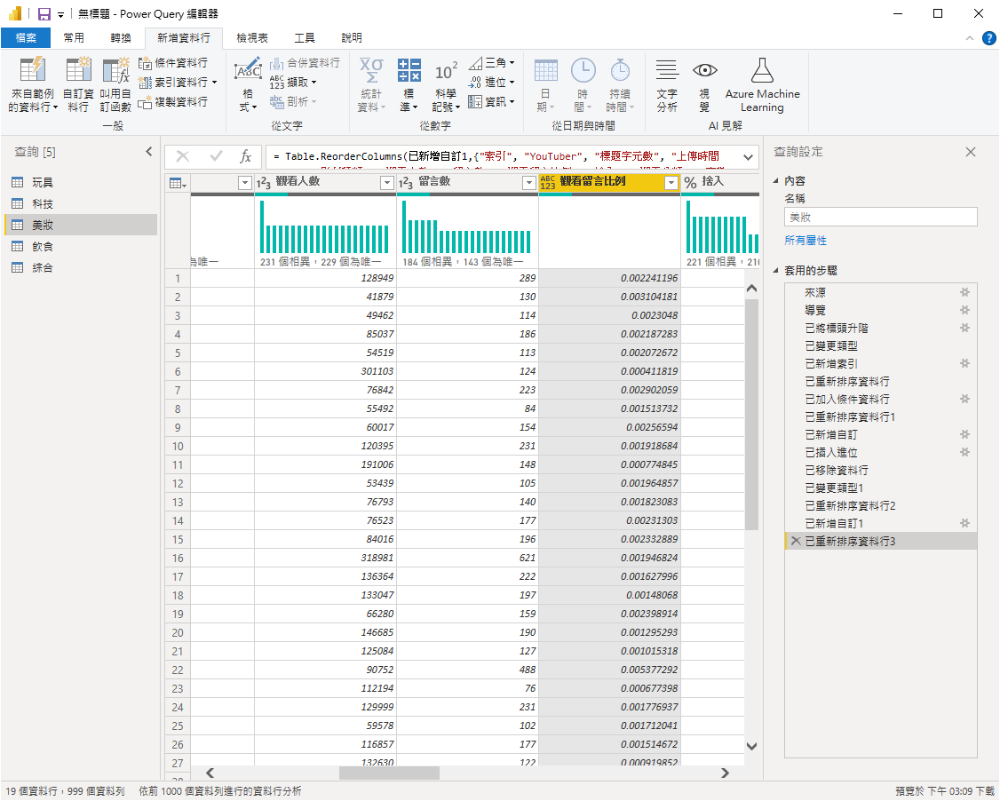 無標題 - Power Query 編輯器
檔案 常用 轉換 新增資料行 檢視表 工具 說明
來自範例的資料行
自訂資料行
叫用自訂函數
條件資料行
索引資料行
複製資料行
一般
ABC
格式
合併資料行
ABC 123 擷取
剖析
從文字
ΧΟ Σ
統計資料
標準
10² 科學記號
三角
.00 →.0 進位
資訊
從數字
日期
時間
持續時間
從日期與時間
文字分析
視覺
Azure Machine Learning
AI 見解
查詢 [5]
玩具
科技
美妝
飲食
綜合
fx
= Table.ReorderColumns(已新增自訂1,{"索引", "YouTuber", "標題字元數", "上傳時間
1²3 觀看人數 1²3 留言數 ABC 123 觀看留言比例 % 捨入
為唯一 231 個相異，229 個為唯一 184 個相異，143 個為唯一 221 個相異，210
1 128949 289 0.002241196
2 41879 130 0.003104181
3 49462 114 0.0023048
4 85037 186 0.002187283
5 54519 113 0.002072672
6 301103 124 0.000411819
7 76842 223 0.002902059
8 55492 84 0.001513732
9 60017 154 0.00256594
10 120395 231 0.001918684
11 191006 148 0.000774845
12 53439 105 0.001964857
13 76793 140 0.001823083
14 76523 177 0.00231303
15 84016 196 0.002332889
16 318981 621 0.001946824
17 136364 222 0.001627996
18 133047 197 0.00148068
19 66280 159 0.002398914
20 146685 190 0.001295293
21 125084 127 0.001015318
22 90752 488 0.005377292
23 112194 76 0.000677398
24 129999 231 0.001776937
25 59578 102 0.001712041
26 116857 177 0.001514672
27 132630 122 0.000919852
28
查詢設定
內容
名稱
美妝
所有屬性
套用的步驟
來源
導覽
已將標頭升階
已變更類型
已新增索引
已重新排序資料行
已加入條件資料行
已重新排序資料行1
已新增自訂
已插入進位
已移除資料行
已變更類型1
已重新排序資料行2
已新增自訂1
已重新排序資料行3
19 個資料行，999 個資料列 依前 1000 個資料列進行的資料行分析
預覽於 下午 03:09 下載